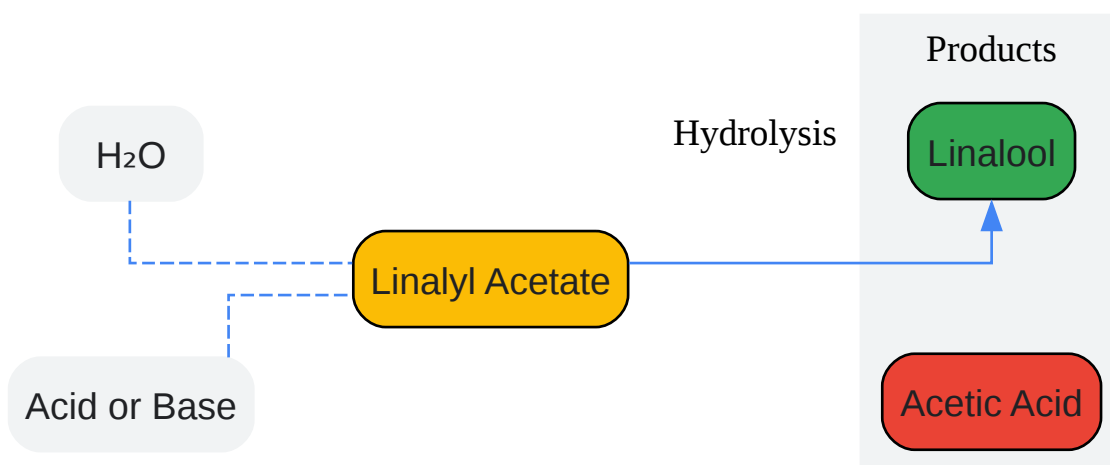 Products
Hydrolysis
H₂O
Linalool
Linalyl Acetate
Acid or Base
Acetic Acid